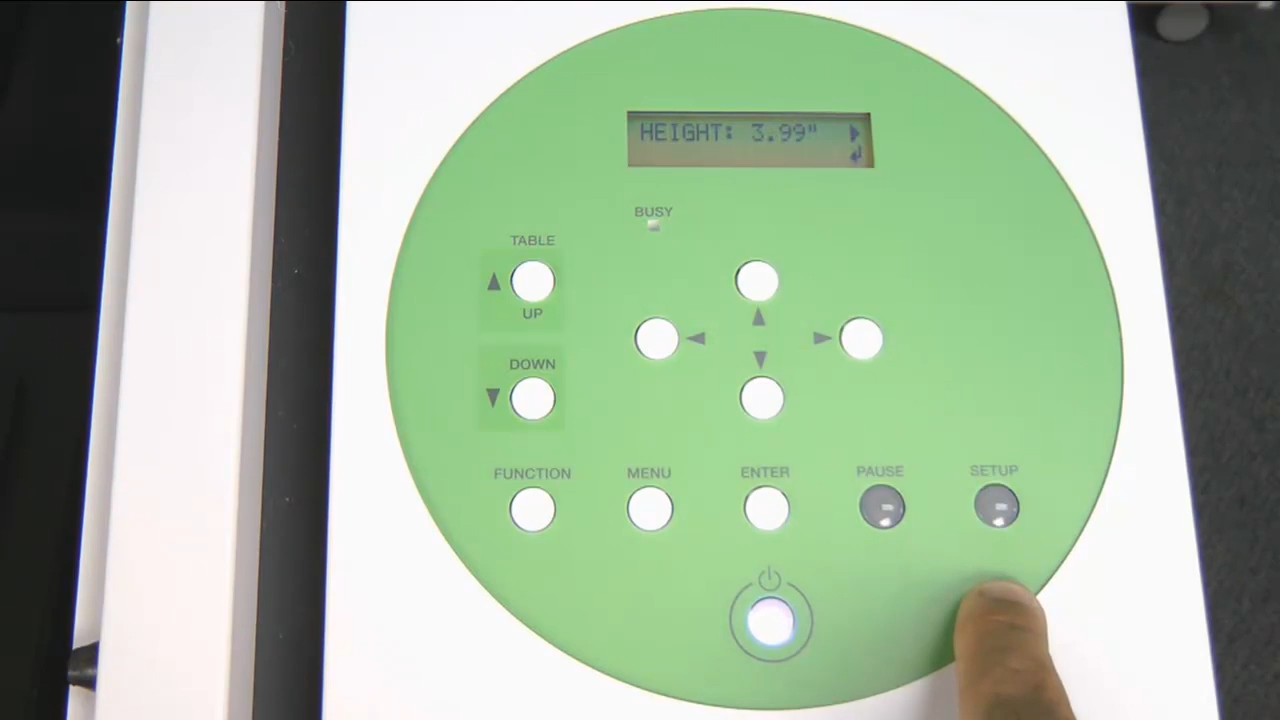 HEIGHT: 3.99"
BUSY
TABLE
UP
DOWN
FUNCTION
MENU
ENTER
PAUSE
SETUP